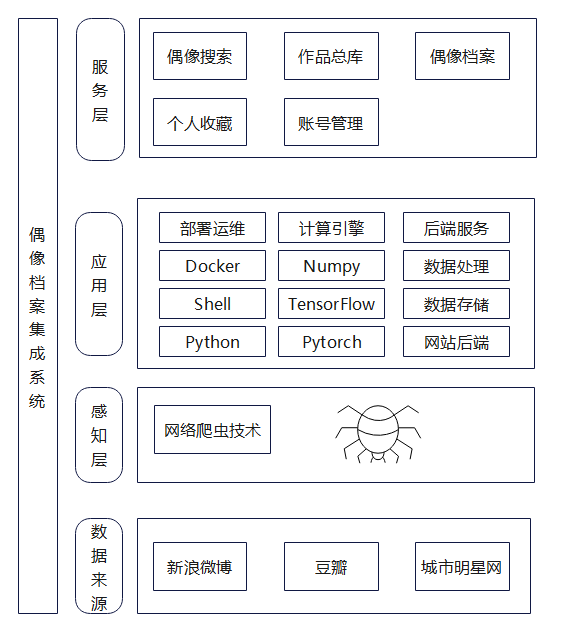 偶像档案集成系统
服务层
偶像搜索
作品总库
偶像档案
个人收藏
账号管理
应用层
部署运维
计算引擎
后端服务
Docker
Numpy
数据处理
Shell
TensorFlow
数据存储
Python
Pytorch
网站后端
感知层
网络爬虫技术
数据来源
新浪微博
豆瓣
城市明星网